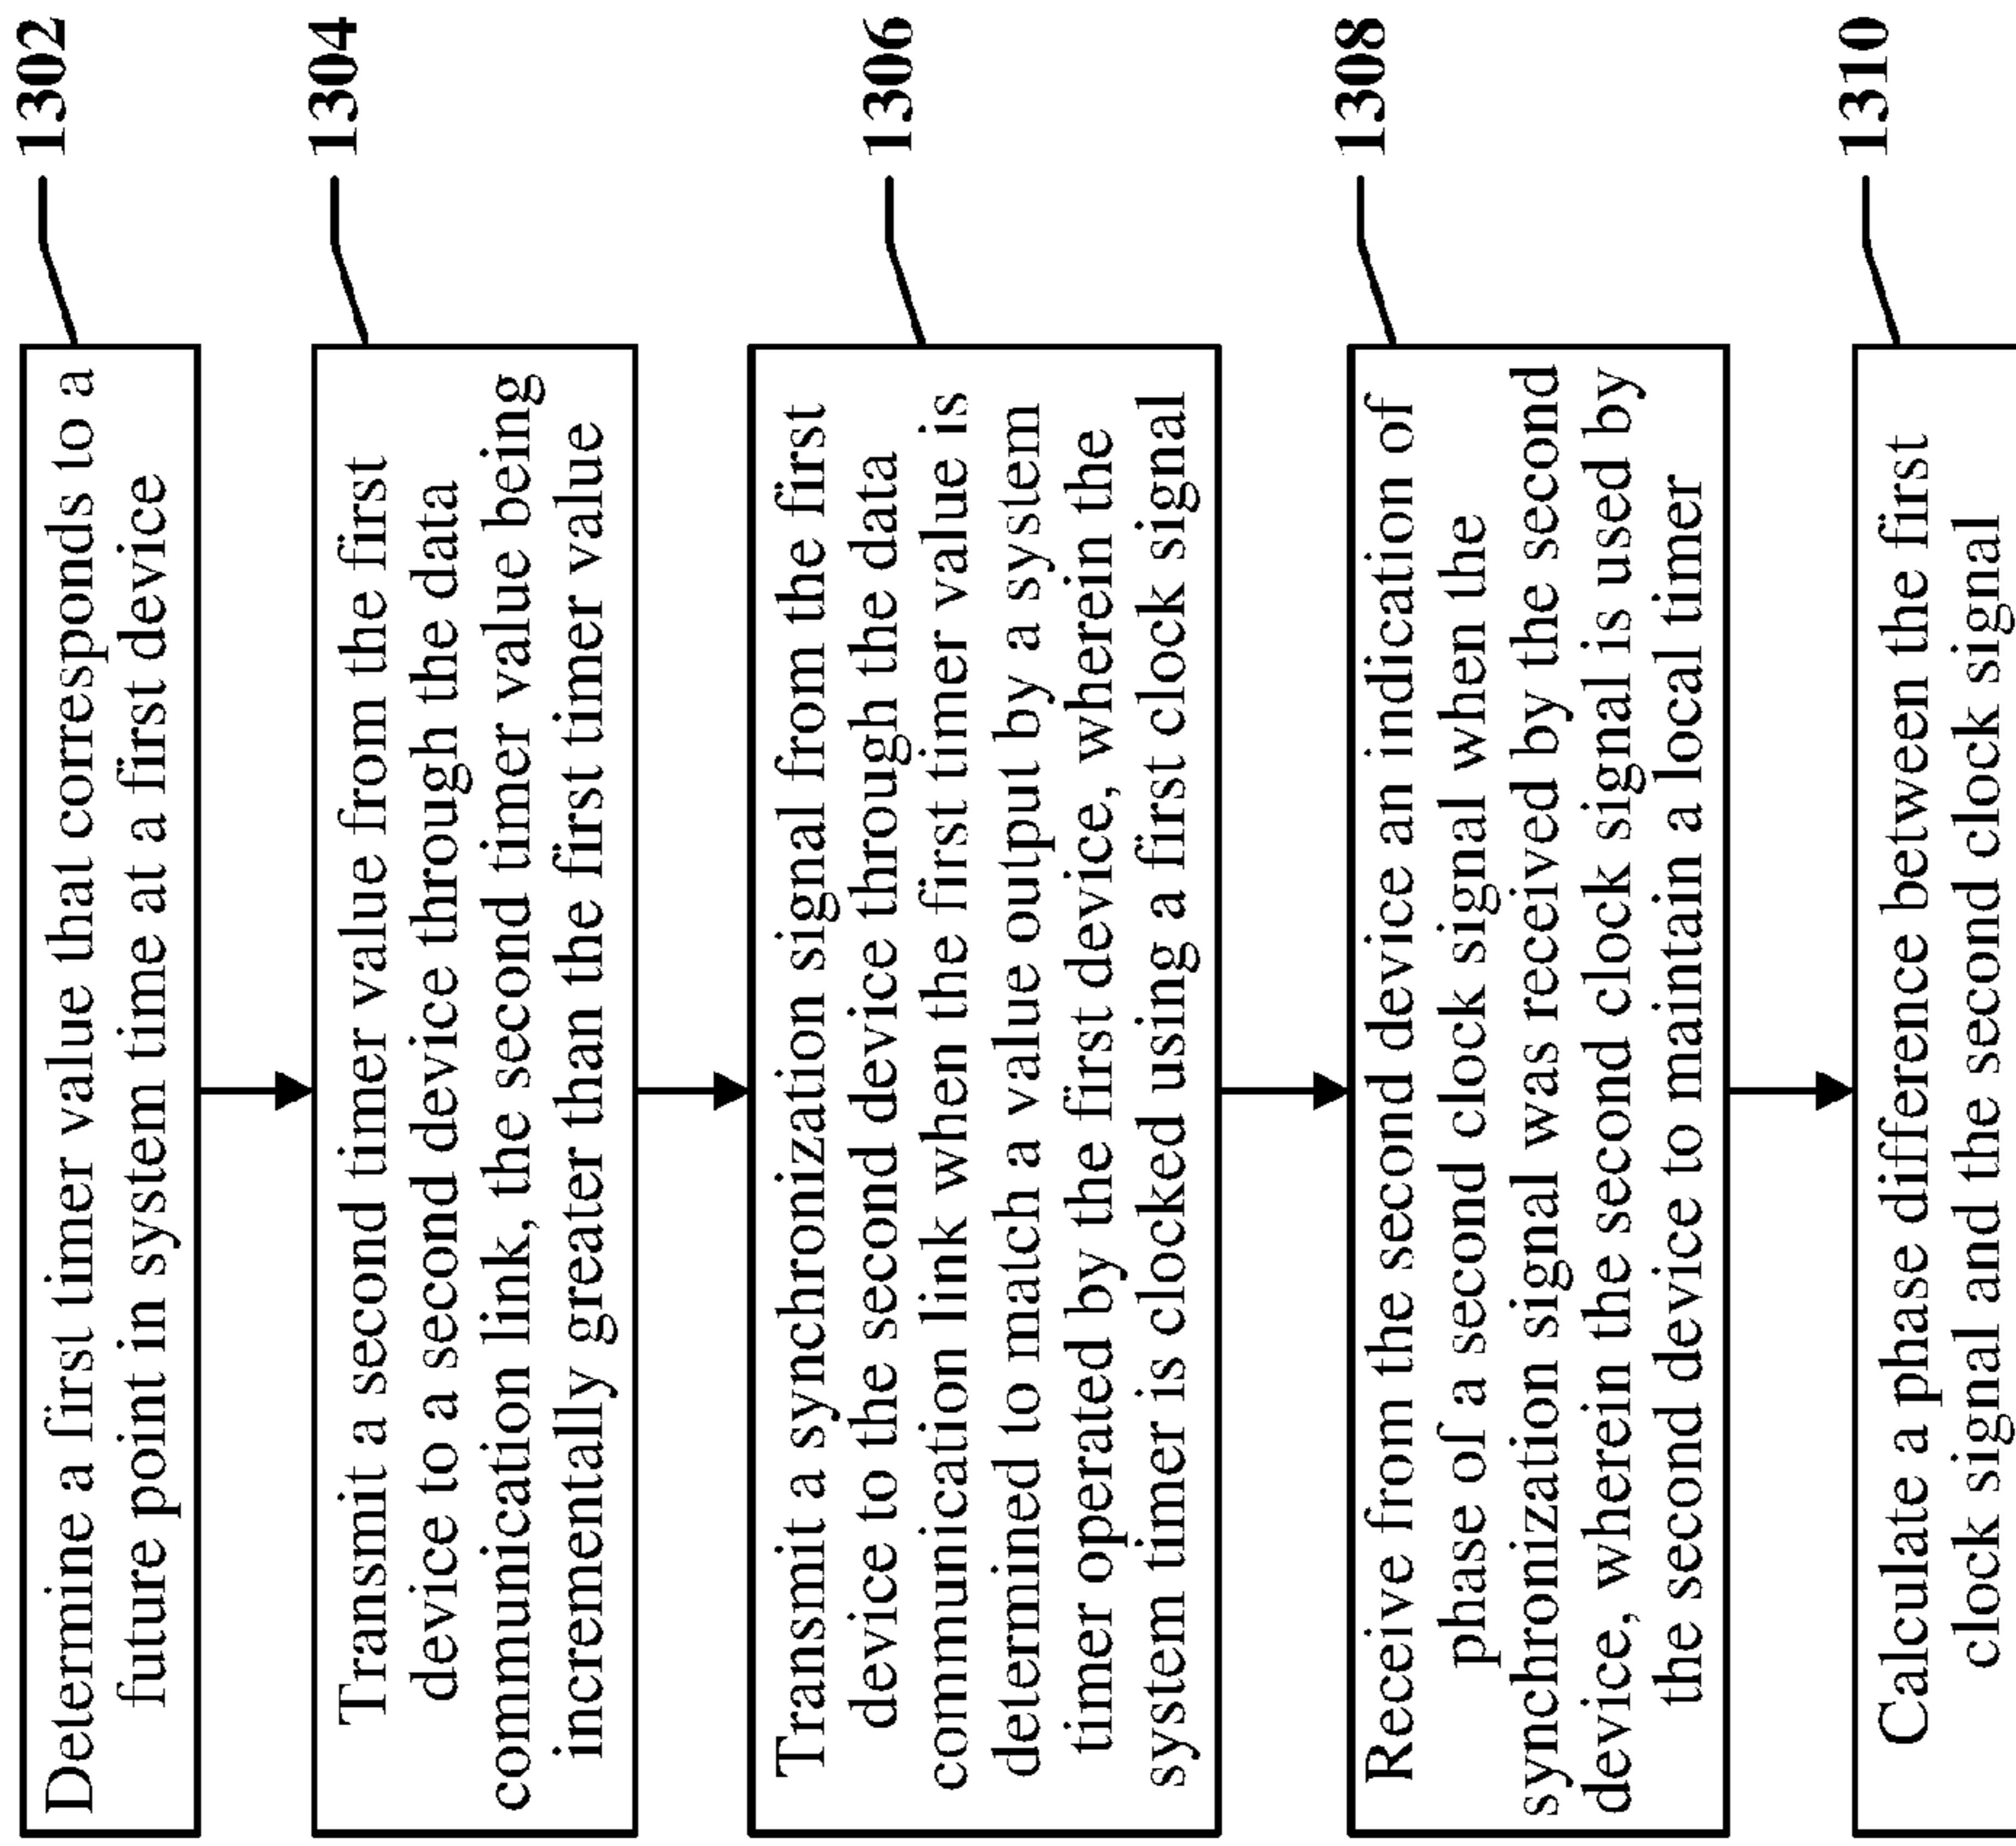 1302
Determine a first timer value that corresponds to a
future point in system time at a first device
1304
Transmit a second timer value from the first
device to a second device through the data
communication link, the second timer value being
incrementally greater than the first timer value
1306
Transmit a synchronization signal from the first
device to the second device through the data
communication link when the first timer value is
determined to match a value output by a system
timer operated by the first device, wherein the
system timer is clocked using a first clock signal
1308
Receive from the second device an indication of
phase of a second clock signal when the
synchronization signal was received by the second
device, wherein the second clock signal is used by
the second device to maintain a local timer
1310
Calculate a phase difference between the first
clock signal and the second clock signal